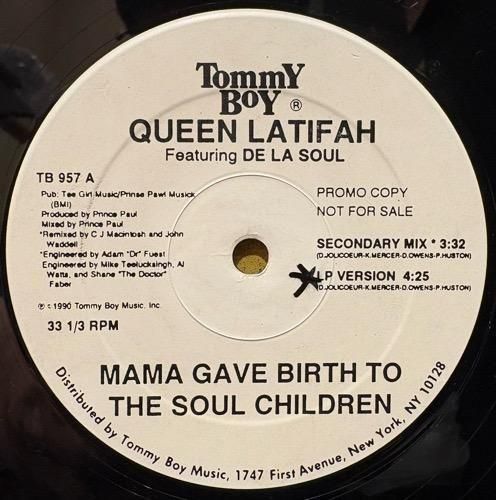 Tommy
Boy ®
QUEEN LATIFAH
Featuring DE LA SOUL
TB 957 A
Pub: Tee Girl Music/Prinse Pawl Musick
(BMI)
Produced by Prince Paul
Mixed by Prince Paul
*Remixed by C J Macintosh and John
Waddell
*Engineered by Adam "Dr" Fuest
Engineered by Mike Teelucksingh, Al
Watts, and Shane "The Doctor"
Faber
℗ c 1990 Tommy Boy Music. Inc.
33 1/3 RPM
PROMO COPY
NOT FOR SALE
SECONDARY MIX * 3:32
(D.JOLICOEUR-K.MERCER-D.OWENS-P.HUSTON)
LP VERSION 4:25
(D.JOLICOEUR-K.MERCER-D.OWENS-P.HUSTON)
MAMA GAVE BIRTH TO
THE SOUL CHILDREN
Distributed by Tommy Boy Music, 1747 First Avenue, New York, NY 10128